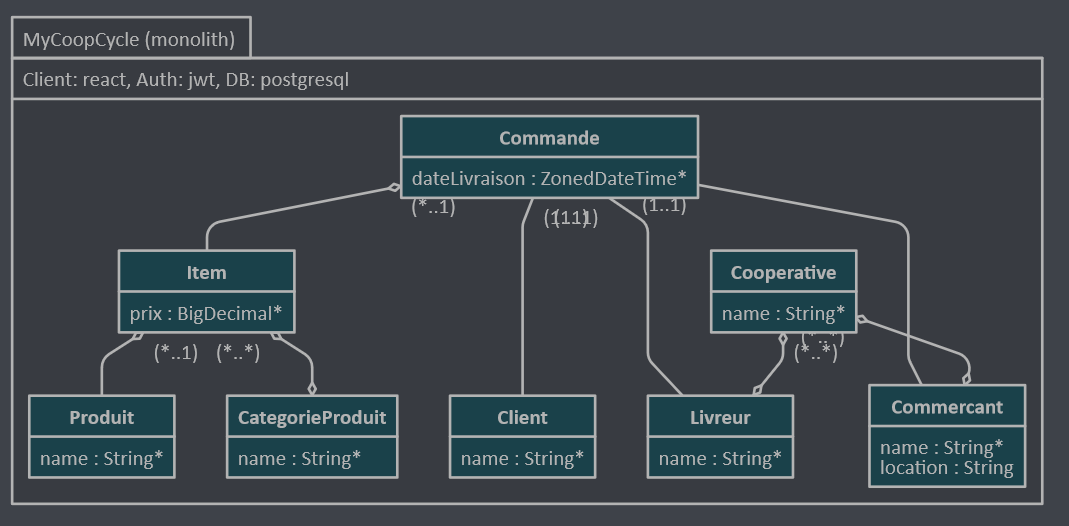 MyCoopCycle (monolith)
Client: react, Auth: jwt, DB: postgresql
Commande
dateLivraison : ZonedDateTime*
(*..1)
(1..1)
Item
prix : BigDecimal*
Cooperative
name : String*
(*..1)
(*..*)
(*..*)
Produit
name : String*
CategorieProduit
name : String*
Client
name : String*
Livreur
name : String*
Commercant
name : String*
location : String